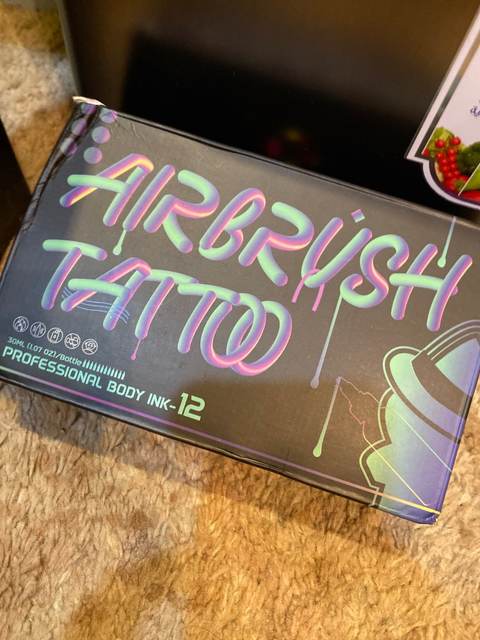 AIRBRUSH
TATTOO
30ML (1.07 OZ)/Bottle
PROFESSIONAL BODY INK-12